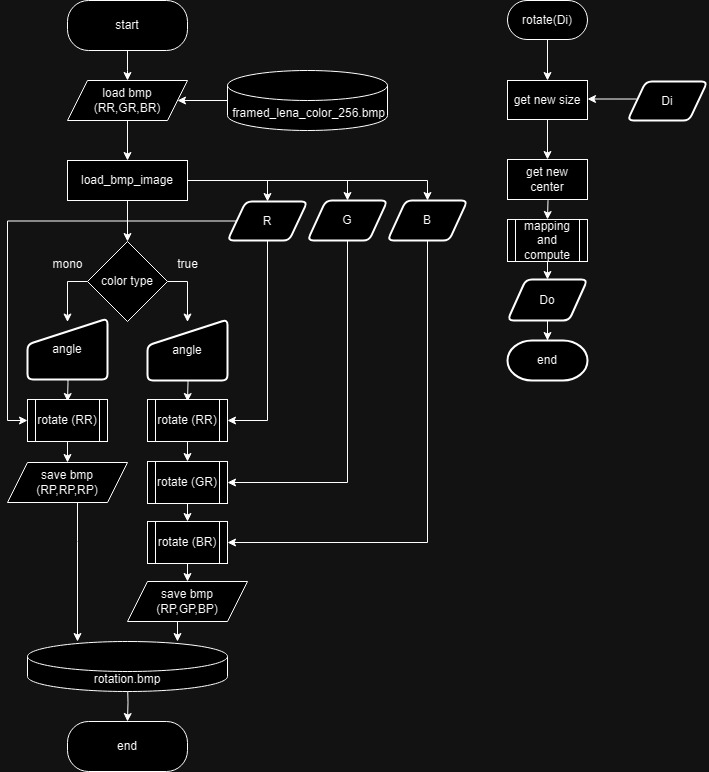 start
load bmp
(RR,GR,BR)
framed_lena_color_256.bmp
load_bmp_image
R
G
B
mono
true
color type
angle
angle
rotate (RR)
rotate (RR)
save bmp
(RP,RP,RP)
rotate (GR)
rotate (BR)
save bmp
(RP,GP,BP)
rotation.bmp
end
rotate(Di)
get new size
Di
get new
center
mapping
and
compute
Do
end